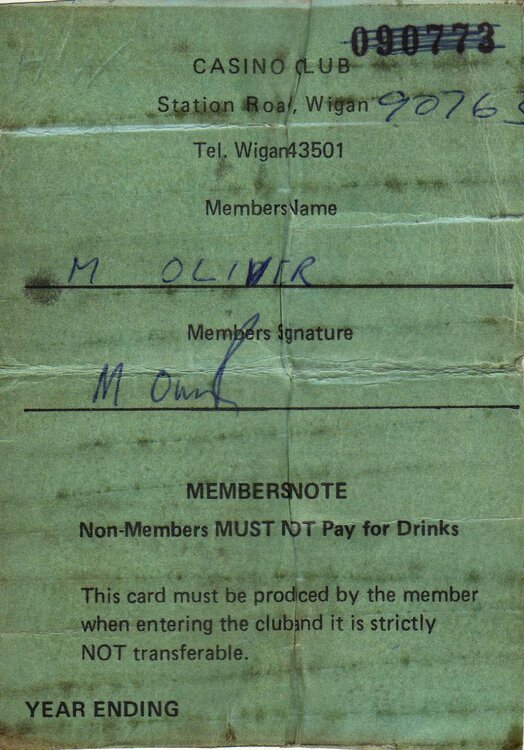 090773
CASINO CLUB
Station Road, Wigan 90763
Tel. Wigan 43501
Members Name
M OLIVER
Members Signature
M
MEMBERS NOTE
Non-Members MUST NOT Pay for Drinks
This card must be produced by the member
when entering the club and it is strictly
NOT transferable.
YEAR ENDING